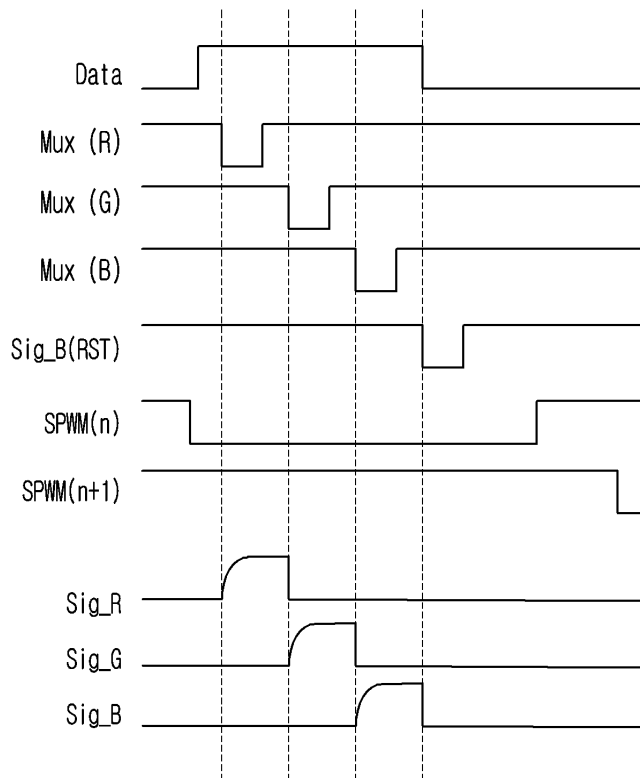 Data
Mux (R)
Mux (G)
Mux (B)
Sig_B(RST)
SPWM(n)
SPWM(n+1)
Sig_R
Sig_G
Sig_B